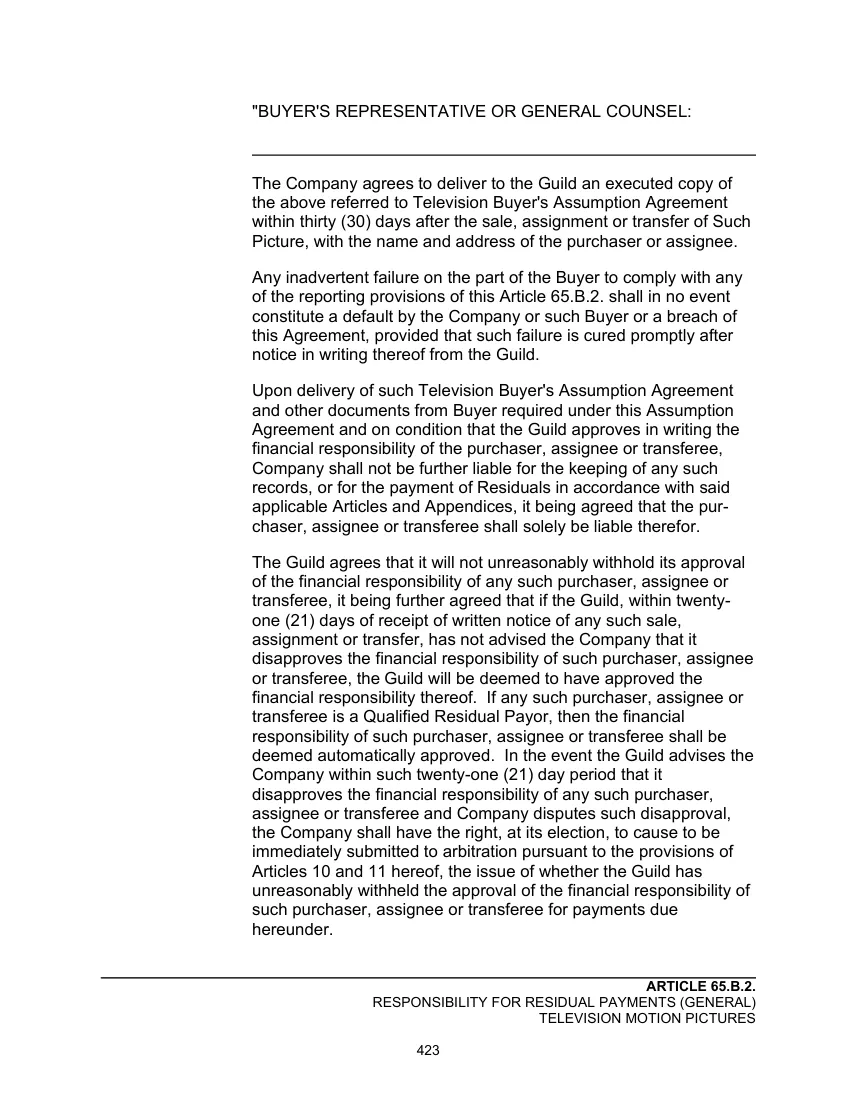 "BUYER'S REPRESENTATIVE OR GENERAL COUNSEL:
The Company agrees to deliver to the Guild an executed copy of
the above referred to Television Buyer's Assumption Agreement
within thirty (30) days after the sale, assignment or transfer of Such
Picture, with the name and address of the purchaser or assignee.
Any inadvertent failure on the part of the Buyer to comply with any
of the reporting provisions of this Article 65.B.2. shall in no event
constitute a default by the Company or such Buyer or a breach of
this Agreement, provided that such failure is cured promptly after
notice in writing thereof from the Guild.
Upon delivery of such Television Buyer's Assumption Agreement
and other documents from Buyer required under this Assumption
Agreement and on condition that the Guild approves in writing the
financial responsibility of the purchaser, assignee or transferee,
Company shall not be further liable for the keeping of any such
records, or for the payment of Residuals in accordance with said
applicable Articles and Appendices, it being agreed that the pur-
chaser, assignee or transferee shall solely be liable therefor.
The Guild agrees that it will not unreasonably withhold its approval
of the financial responsibility of any such purchaser, assignee or
transferee, it being further agreed that if the Guild, within twenty-
one (21) days of receipt of written notice of any such sale,
assignment or transfer, has not advised the Company that it
disapproves the financial responsibility of such purchaser, assignee
or transferee, the Guild will be deemed to have approved the
financial responsibility thereof.  If any such purchaser, assignee or
transferee is a Qualified Residual Payor, then the financial
responsibility of such purchaser, assignee or transferee shall be
deemed automatically approved.  In the event the Guild advises the
Company within such twenty-one (21) day period that it
disapproves the financial responsibility of any such purchaser,
assignee or transferee and Company disputes such disapproval,
the Company shall have the right, at its election, to cause to be
immediately submitted to arbitration pursuant to the provisions of
Articles 10 and 11 hereof, the issue of whether the Guild has
unreasonably withheld the approval of the financial responsibility of
such purchaser, assignee or transferee for payments due
hereunder.
ARTICLE 65.B.2.
RESPONSIBILITY FOR RESIDUAL PAYMENTS (GENERAL)
TELEVISION MOTION PICTURES
423